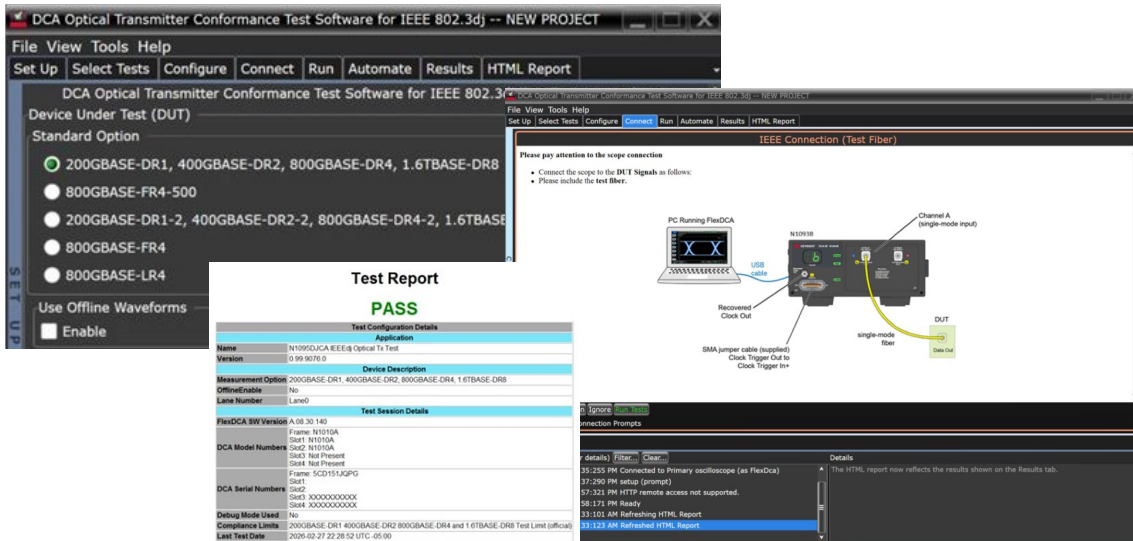 DCA Optical Transmitter Conformance Test Software for IEEE 802.3dj -- NEW PROJECT
File View Tools Help
Set Up Select Tests Configure Connect Run Automate Results HTML Report
DCA Optical Transmitter Conformance Test Software for IEEE 802.3
Device Under Test (DUT)
Standard Option
200GBASE-DR1, 400GBASE-DR2, 800GBASE-DR4, 1.6TBASE-DR8
800GBASE-FR4-500
200GBASE-DR1-2, 400GBASE-DR2-2, 800GBASE-DR4-2, 1.6TBASE
800GBASE-FR4
800GBASE-LR4
SET UP
Use Offline Waveforms
Enable
DCA Optical Transmitter Conformance Test Software for IEEE 802.3dj -- NEW PROJECT
File View Tools Help
Set Up Select Tests Configure Connect Run Automate Results HTML Report
IEEE Connection (Test Fiber)
Please pay attention to the scope connection
• Connect the scope to the DUT Signals as follows:
• Please include the test fiber.
PC Running FlexDCA
USB
cable
N1093B
Channel A
(single-mode input)
Recovered
Clock Out
SMA jumper cable (supplied)
Clock Trigger Out to
Clock Trigger In+
single-mode
fiber
DUT
Data Out
Ignore Run Tests
onnection Prompts
r details) Filter... Clear...
35:255 PM Connected to Primary oscilloscope (as FlexDca)
37:290 PM setup (prompt)
57:321 PM HTTP remote access not supported.
58:171 PM Ready
33:101 AM Refreshing HTML Report
33:123 AM Refreshed HTML Report
Details
The HTML report now reflects the results shown on the Results tab.
Test Report
PASS
Test Configuration Details
Application
Name N1095DJCA IEEEdj Optical Tx Test
Version 0.99.9076.0
Device Description
Measurement Option 200GBASE-DR1, 400GBASE-DR2, 800GBASE-DR4, 1.6TBASE-DR8
OfflineEnable No
Lane Number Lane0
Test Session Details
FlexDCA SW Version A.08.30.140
DCA Model Numbers Frame: N1010A
Slot1: N1010A
Slot2: N1010A
Slot3: Not Present
Slot4: Not Present
DCA Serial Numbers Frame: 5CD151JQPG
Slot1:
Slot2:
Slot3: XXXXXXXXXX
Slot4: XXXXXXXXXX
Debug Mode Used No
Compliance Limits 200GBASE-DR1 400GBASE-DR2 800GBASE-DR4 and 1.6TBASE-DR8 Test Limit (official)
Last Test Date 2026-02-27 22:28:52 UTC -05:00